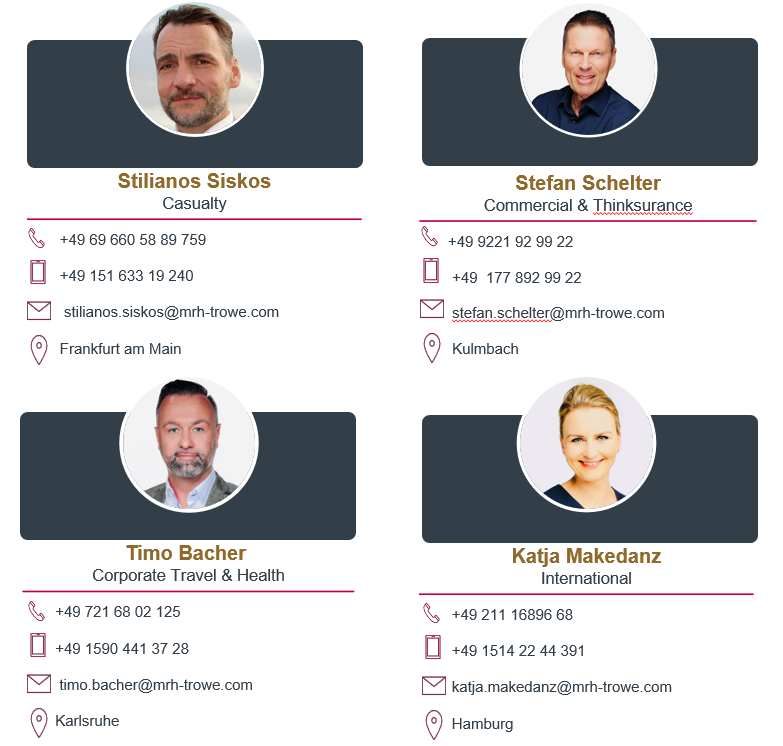 Stilianos Siskos
Casualty
+49 69 660 58 89 759
+49 151 633 19 240
stilianos.siskos@mrh-trowe.com
Frankfurt am Main
Stefan Schelter
Commercial & Thinksurance
+49 9221 92 99 22
+49  177 892 99 22
stefan.schelter@mrh-trowe.com
Kulmbach
Timo Bacher
Corporate Travel & Health
+49 721 68 02 125
+49 1590 441 37 28
timo.bacher@mrh-trowe.com
Karlsruhe
Katja Makedanz
International
+49 211 16896 68
+49 1514 22 44 391
katja.makedanz@mrh-trowe.com
Hamburg